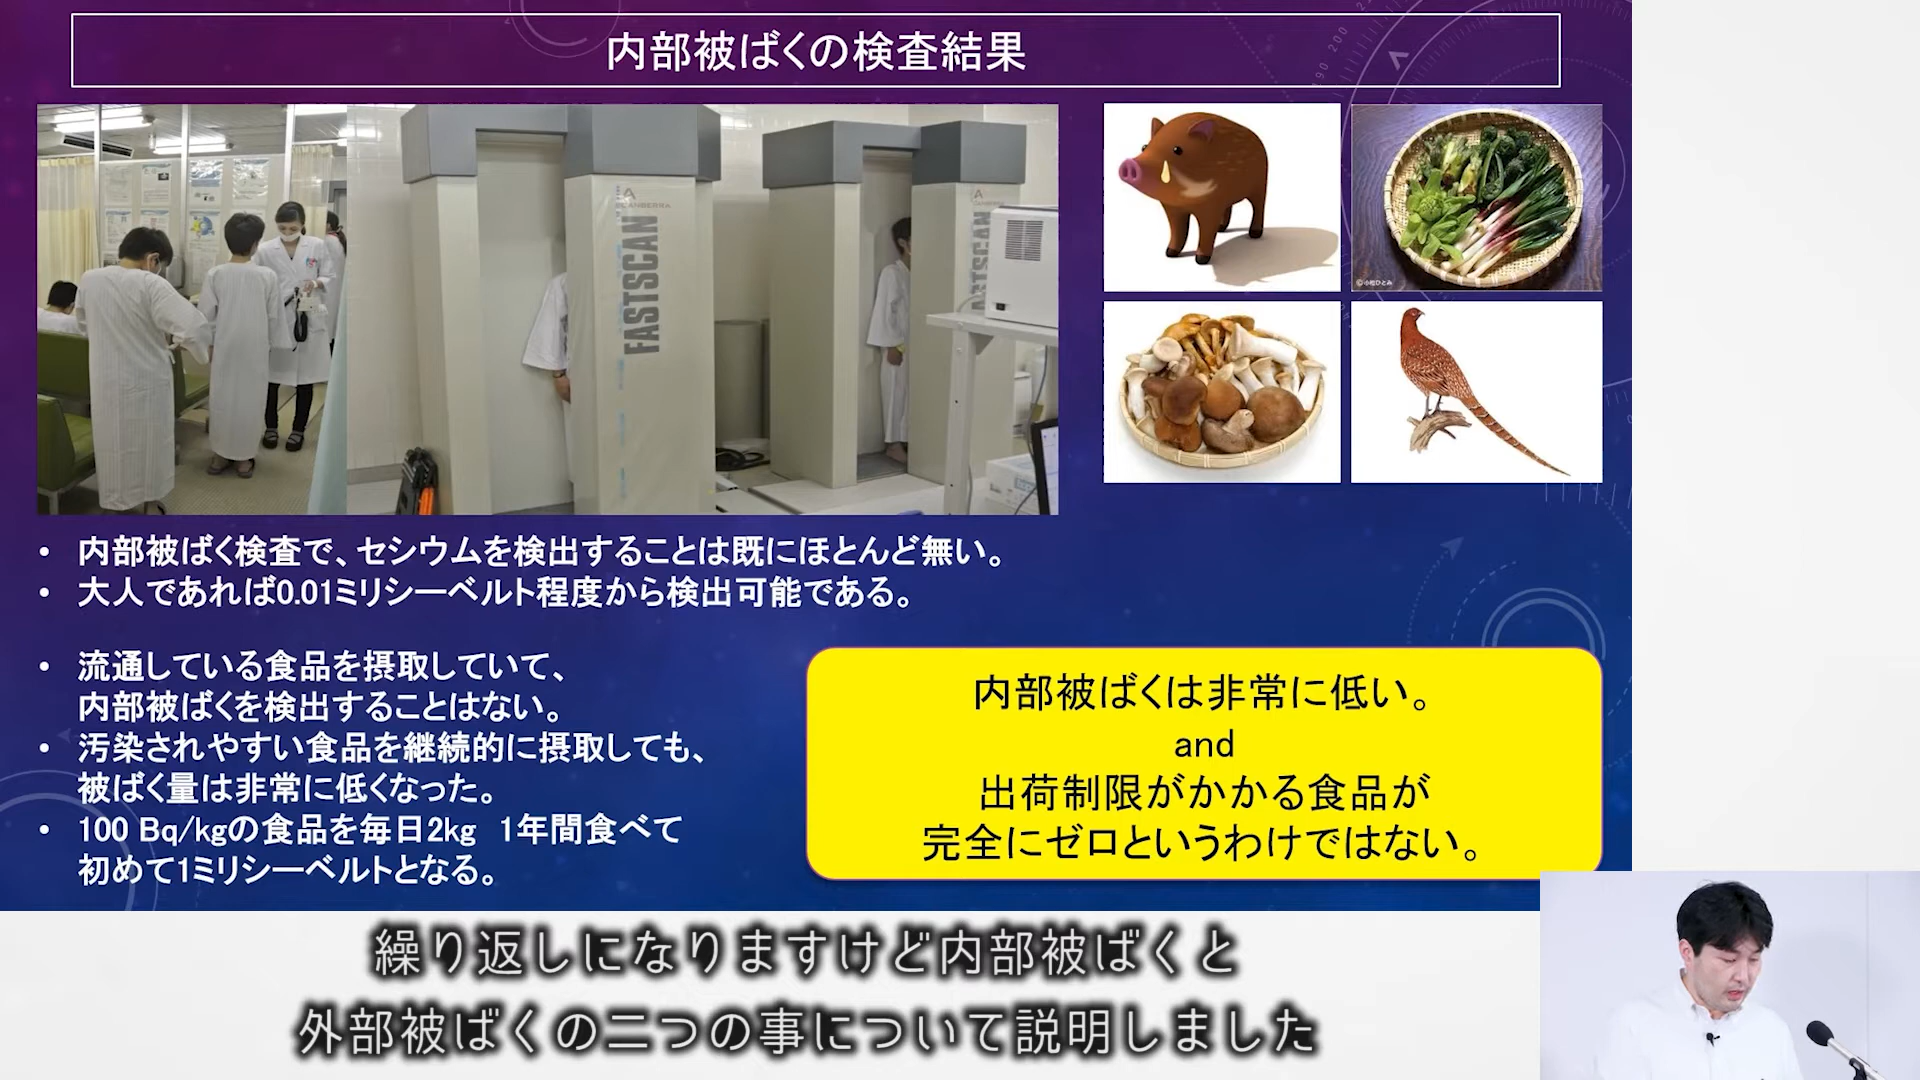 内部被ばくの検査結果
CANBERRA
FASTSCAN
©小松ひとみ
・ 内部被ばく検査で、セシウムを検出することは既にほとんど無い。
・ 大人であれば0.01ミリシーベルト程度から検出可能である。
・ 流通している食品を摂取していて、
内部被ばくを検出することはない。
・ 汚染されやすい食品を継続的に摂取しても、
被ばく量は非常に低くなった。
・ 100 Bq/kgの食品を毎日2kg 1年間食べて
初めて1ミリシーベルトとなる。
内部被ばくは非常に低い。
and
出荷制限がかかる食品が
完全にゼロというわけではない。
繰り返しになりますけど内部被ばくと
外部被ばくの二つの事について説明しました